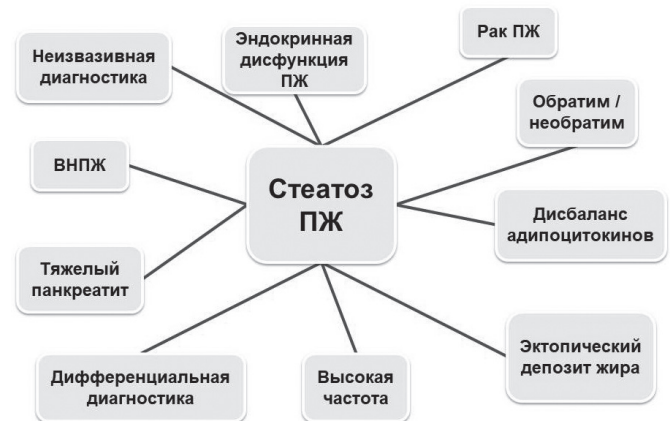 Рак ПЖ
Эндокринная
дисфункция
ПЖ
Неизвазивная
диагностика
Обратим /
необратим
ВНПЖ
Стеатоз
ПЖ
Дисбаланс
адипоцитокинов
Тяжелый
панкреатит
Эктопический
депозит жира
Дифференциальная
диагностика
Высокая
частота